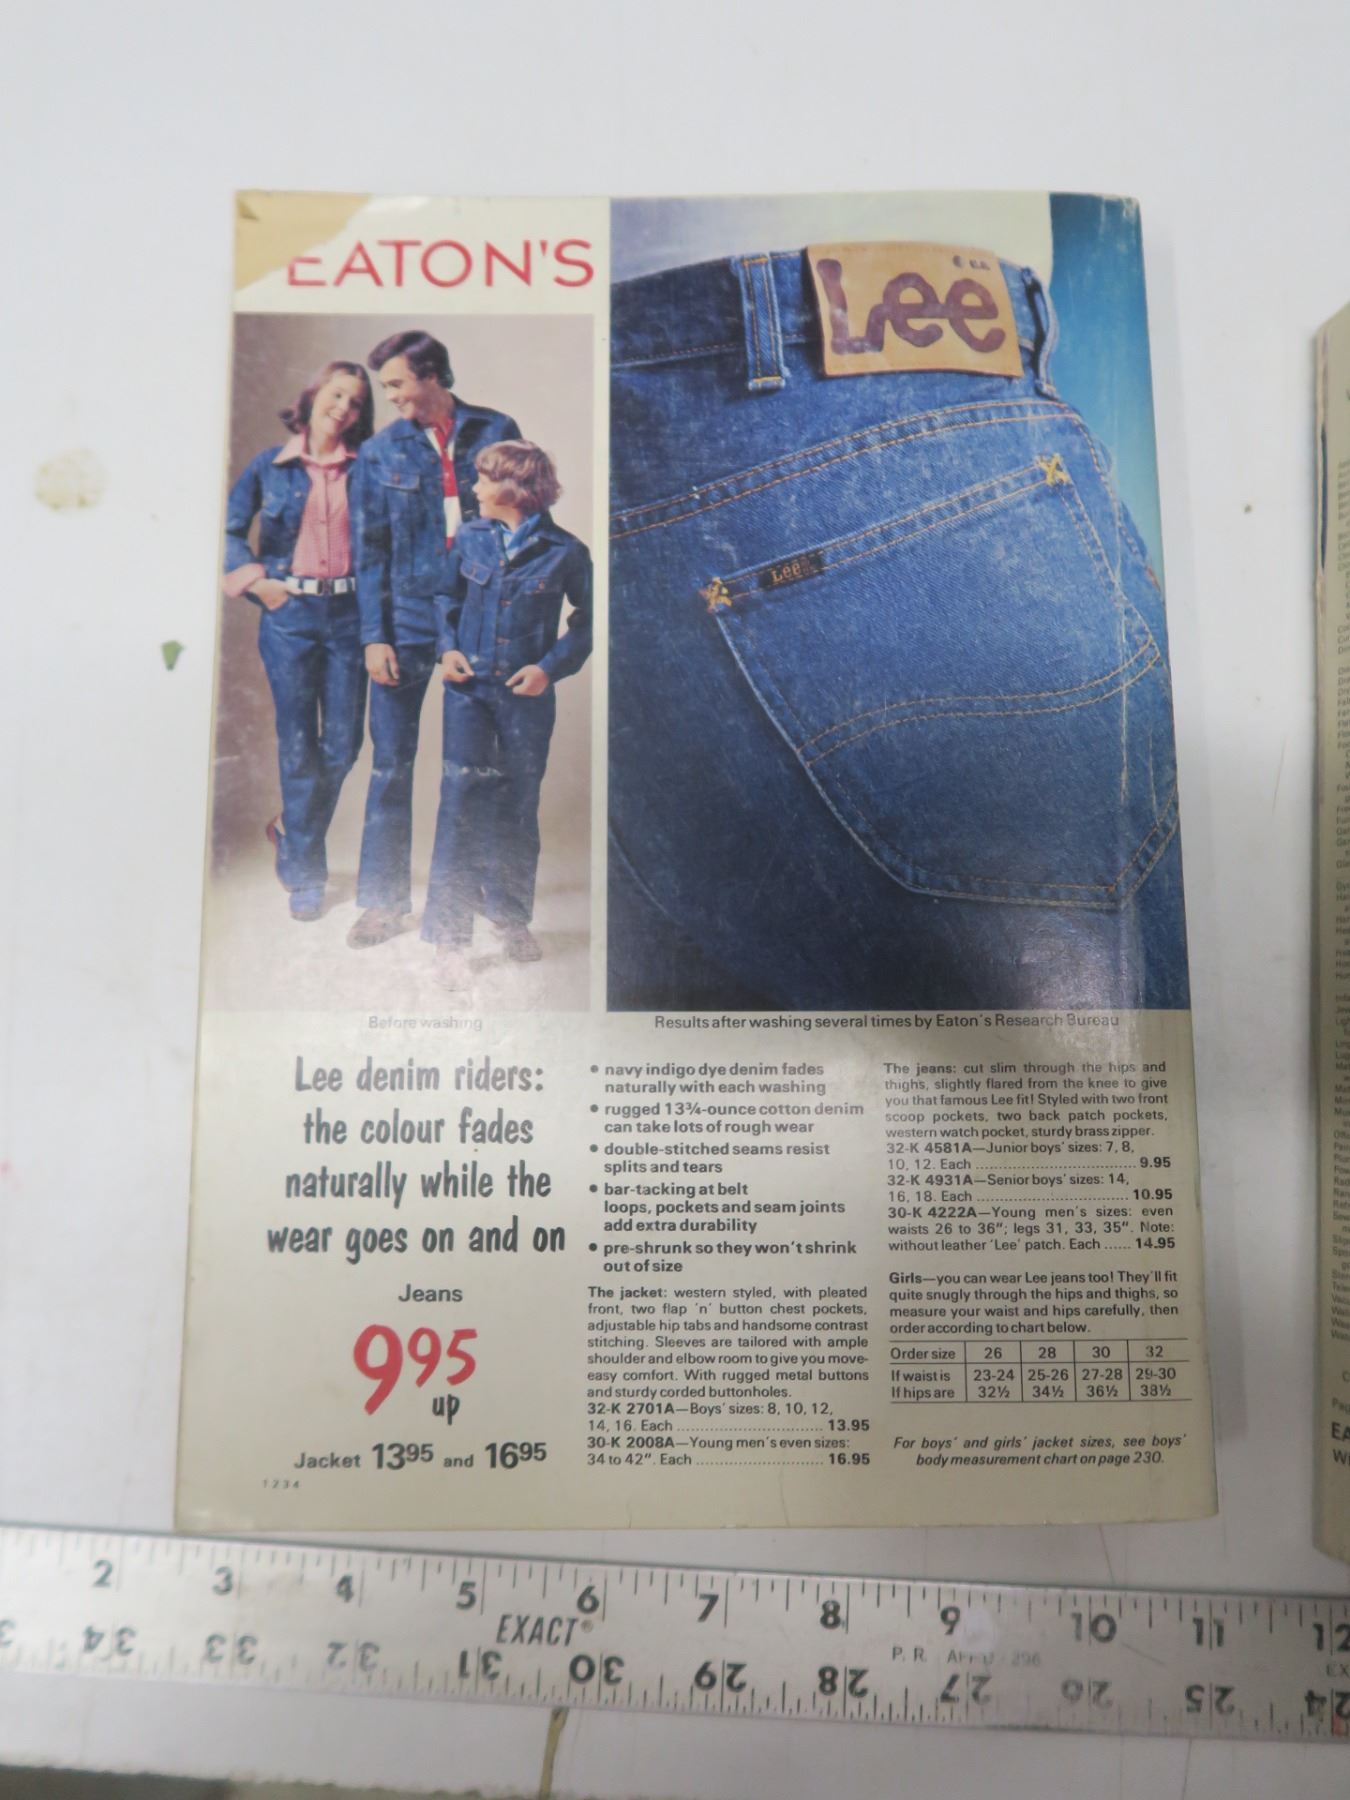 EATON'S
Lee
Lee
Before washing
Results after washing several times by Eaton's Research Bureau
Lee denim riders:
the colour fades
naturally while the
wear goes on and on
Jeans
9 95
up
Jacket 13 95 and 16 95
1 2 3 4
• navy indigo dye denim fades
naturally with each washing
• rugged 13¾-ounce cotton denim
can take lots of rough wear
• double-stitched seams resist
splits and tears
• bar-tacking at belt
loops, pockets and seam joints
add extra durability
• pre-shrunk so they won't shrink
out of size
The jacket: western styled, with pleated
front, two flap 'n' button chest pockets,
adjustable hip tabs and handsome contrast
stitching. Sleeves are tailored with ample
shoulder and elbow room to give you move-
easy comfort. With rugged metal buttons
and sturdy corded buttonholes.
32-K 2701A—Boys' sizes: 8, 10, 12,
14, 16. Each ............................ 13.95
30-K 2008A—Young men's even sizes:
34 to 42". Each ......................... 16.95
The jeans: cut slim through the hips and
thighs, slightly flared from the knee to give
you that famous Lee fit! Styled with two front
scoop pockets, two back patch pockets,
western watch pocket, sturdy brass zipper.
32-K 4581A—Junior boys' sizes: 7, 8,
10, 12. Each ................................ 9.95
32-K 4931A—Senior boys' sizes: 14,
16, 18. Each .............................. 10.95
30-K 4222A—Young men's sizes: even
waists 26 to 36"; legs 31, 33, 35". Note:
without leather 'Lee' patch. Each ...... 14.95
Girls—you can wear Lee jeans too! They'll fit
quite snugly through the hips and thighs, so
measure your waist and hips carefully, then
order according to chart below.
Order size 26 28 30 32
If waist is 23-24 25-26 27-28 29-30
If hips are 32½ 34½ 36½ 38½
For boys' and girls' jacket sizes, see boys'
body measurement chart on page 230.
2 3 4 5 6 7 8 9 10 11 12
EXACT®
P. R.
34 33 32 31 30 29 28 27 26 25 24